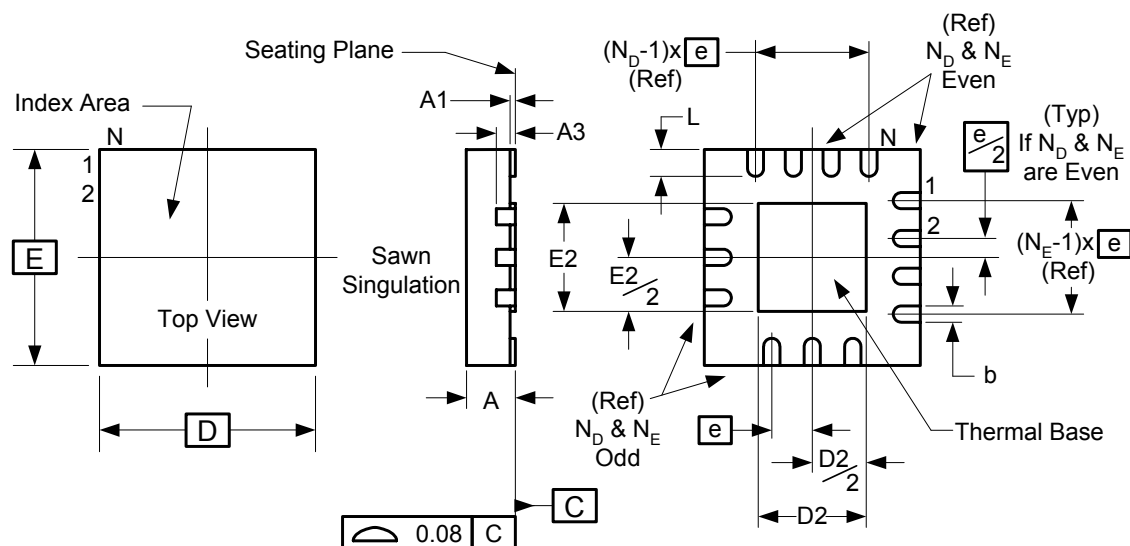 Seating Plane
Index Area
N
1
2
E
Top View
D
A1
A3
Sawn
Singulation
A
C
0.08 C
(N_D-1)x e
(Ref)
(Ref)
N_D & N_E
Even
L
N
e/2
(Typ)
If N_D & N_E
are Even
1
2
(N_E-1)x e
(Ref)
E2
E2/2
b
(Ref)
N_D & N_E
Odd
e
Thermal Base
D2/2
D2